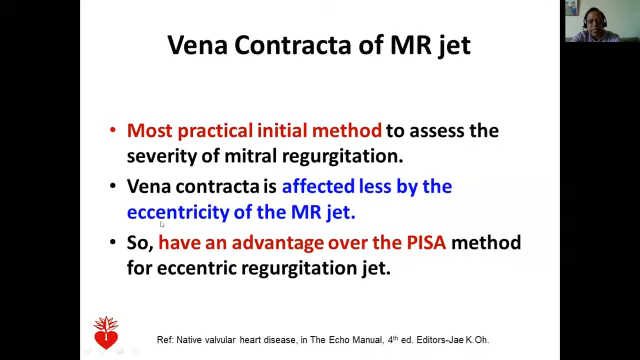 Vena Contracta of MR jet
• Most practical initial method to assess the
severity of mitral regurgitation.
• Vena contracta is affected less by the
eccentricity of the MR jet.
• So, have an advantage over the PISA method
for eccentric regurgitation jet.
Ref: Native valvular heart disease, in The Echo Manual, 4th ed. Editors-Jae K.Oh.